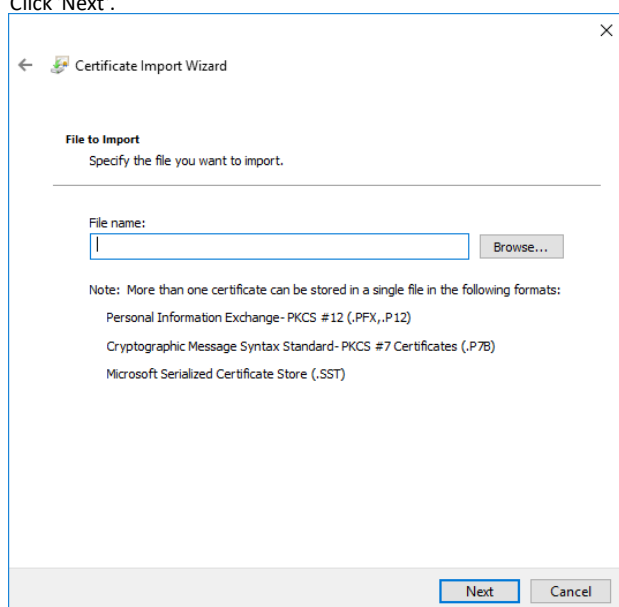 Click 'Next'.
Certificate Import Wizard
File to Import
Specify the file you want to import.
File name:
Browse...
Note: More than one certificate can be stored in a single file in the following formats:
Personal Information Exchange- PKCS #12 (.PFX,.P12)
Cryptographic Message Syntax Standard- PKCS #7 Certificates (.P7B)
Microsoft Serialized Certificate Store (.SST)
Next Cancel